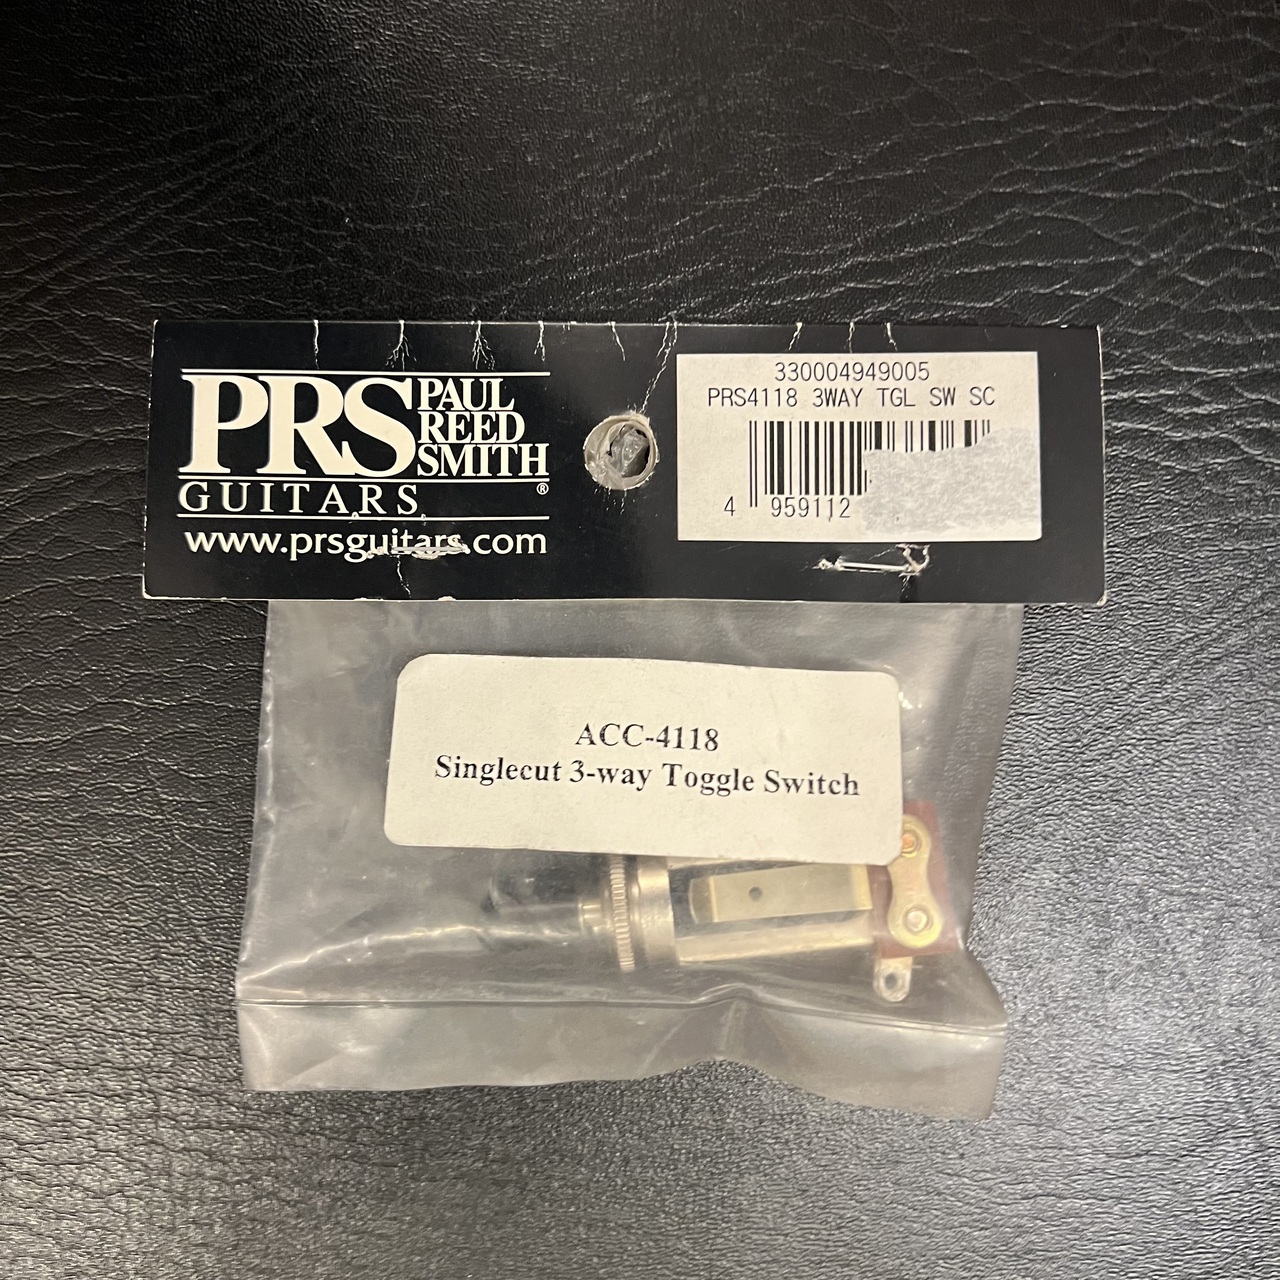 PRS PAUL
REED
SMITH
GUITARS ®
www.prsguitars.com
330004949005
PRS4118 3WAY TGL SW SC
4 959112
ACC-4118
Singlecut 3-way Toggle Switch